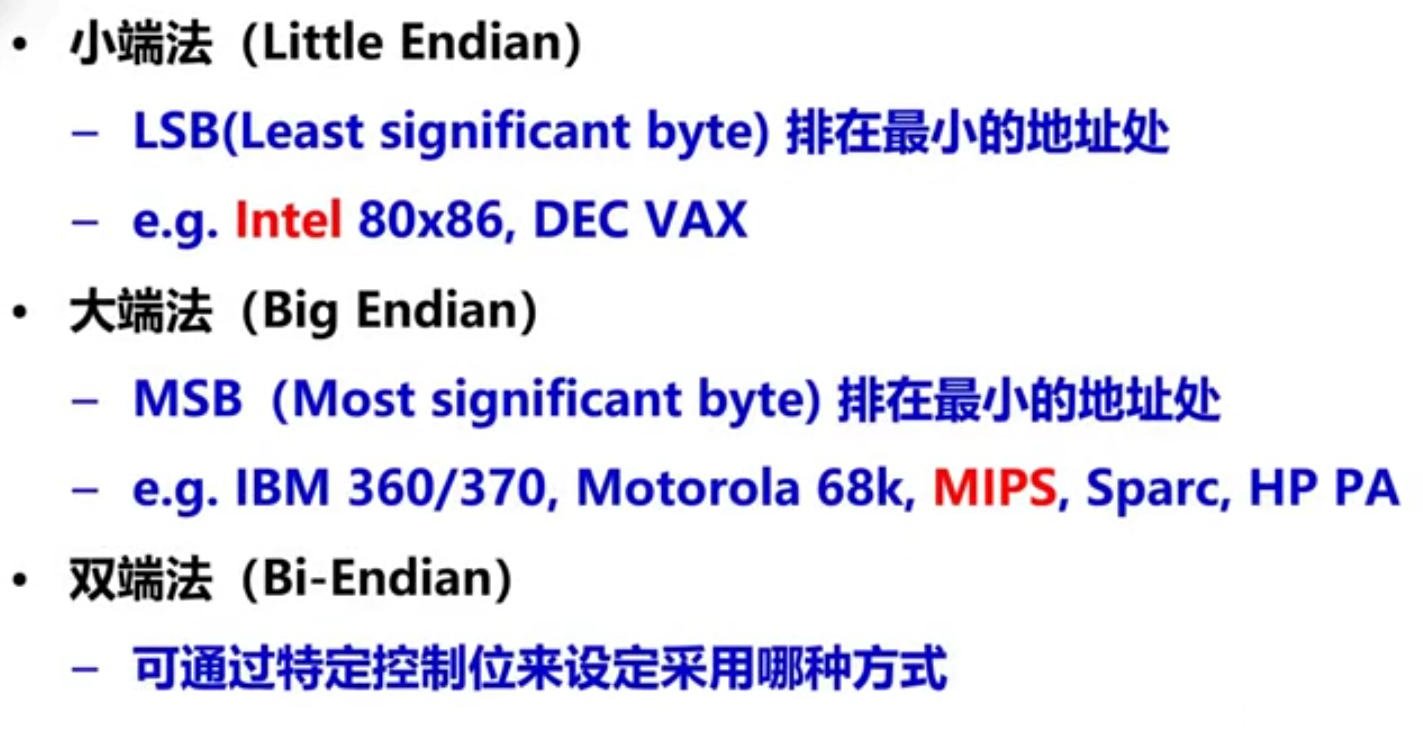 • 小端法（Little Endian）
– LSB(Least significant byte) 排在最小的地址处
– e.g. Intel 80x86, DEC VAX
• 大端法（Big Endian）
– MSB（Most significant byte) 排在最小的地址处
– e.g. IBM 360/370, Motorola 68k, MIPS, Sparc, HP PA
• 双端法（Bi-Endian）
– 可通过特定控制位来设定采用哪种方式